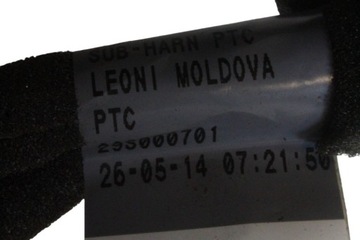 SUB-HARN PTC
LEONI MOLDOVA
PTC
293000701
26-05-14 07:21:50